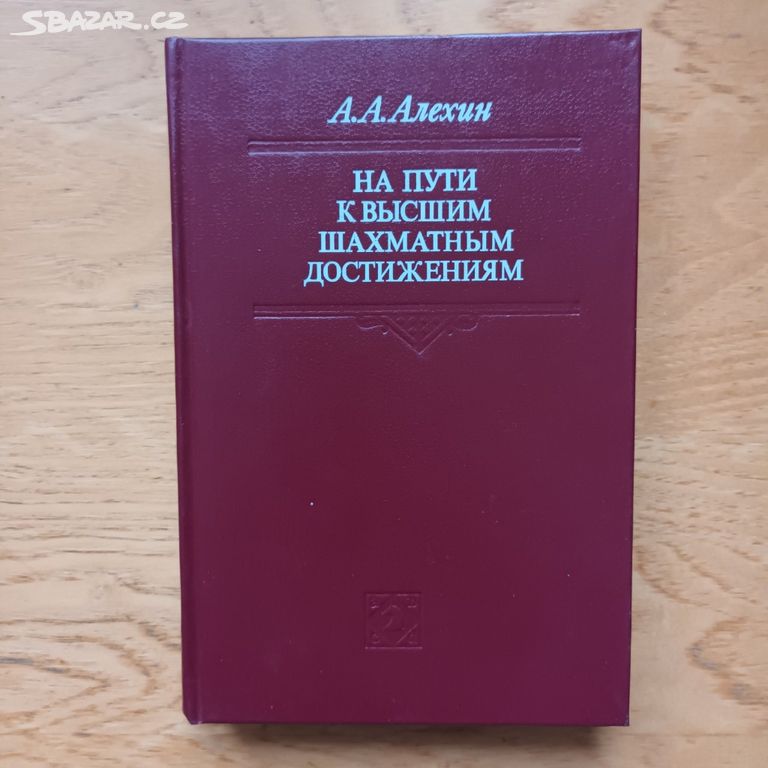 SBAZAR.CZ
А.А.Алехин
НА ПУТИ
К ВЫСШИМ
ШАХМАТНЫМ
ДОСТИЖЕНИЯМ